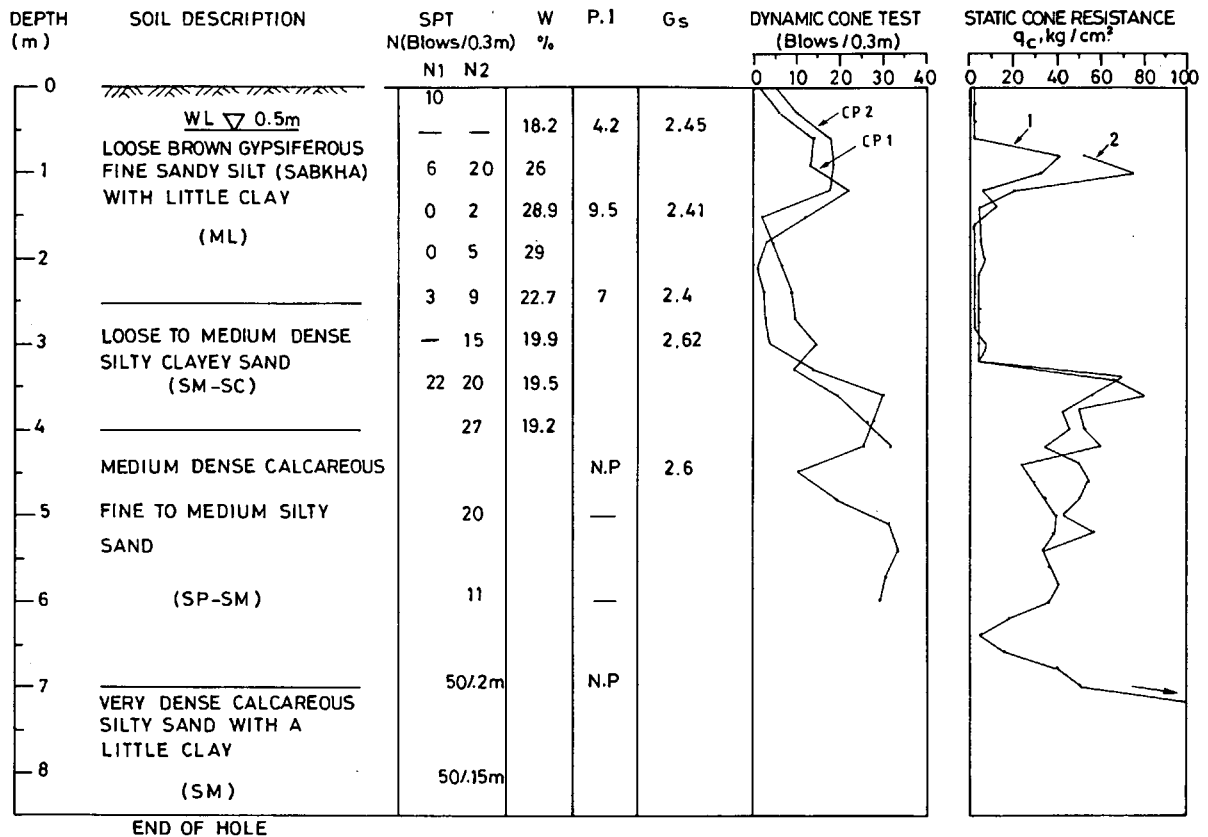 DEPTH SOIL DESCRIPTION SPT W P.I Gs DYNAMIC CONE TEST STATIC CONE RESISTANCE
(m) N(Blows/0.3m) % (Blows/0.3m) qc, kg/cm²
N1 N2 0 10 20 30 40 0 20 40 60 80 100
0 10
WL ▽ 0.5m — — 18.2 4.2 2.45 CP 2 1
LOOSE BROWN GYPSIFEROUS CP 1 2
1 FINE SANDY SILT (SABKHA) 6 20 26
WITH LITTLE CLAY 0 2 28.9 9.5 2.41
(ML)
2 0 5 29
3 9 22.7 7 2.4
3 LOOSE TO MEDIUM DENSE — 15 19.9 2.62
SILTY CLAYEY SAND
(SM-SC) 22 20 19.5
4 27 19.2
MEDIUM DENSE CALCAREOUS N.P 2.6
5 FINE TO MEDIUM SILTY 20 —
SAND
6 (SP-SM) 11 —
7 50/.2m N.P
VERY DENSE CALCAREOUS
SILTY SAND WITH A
LITTLE CLAY
8 50/.15m
(SM)
END OF HOLE